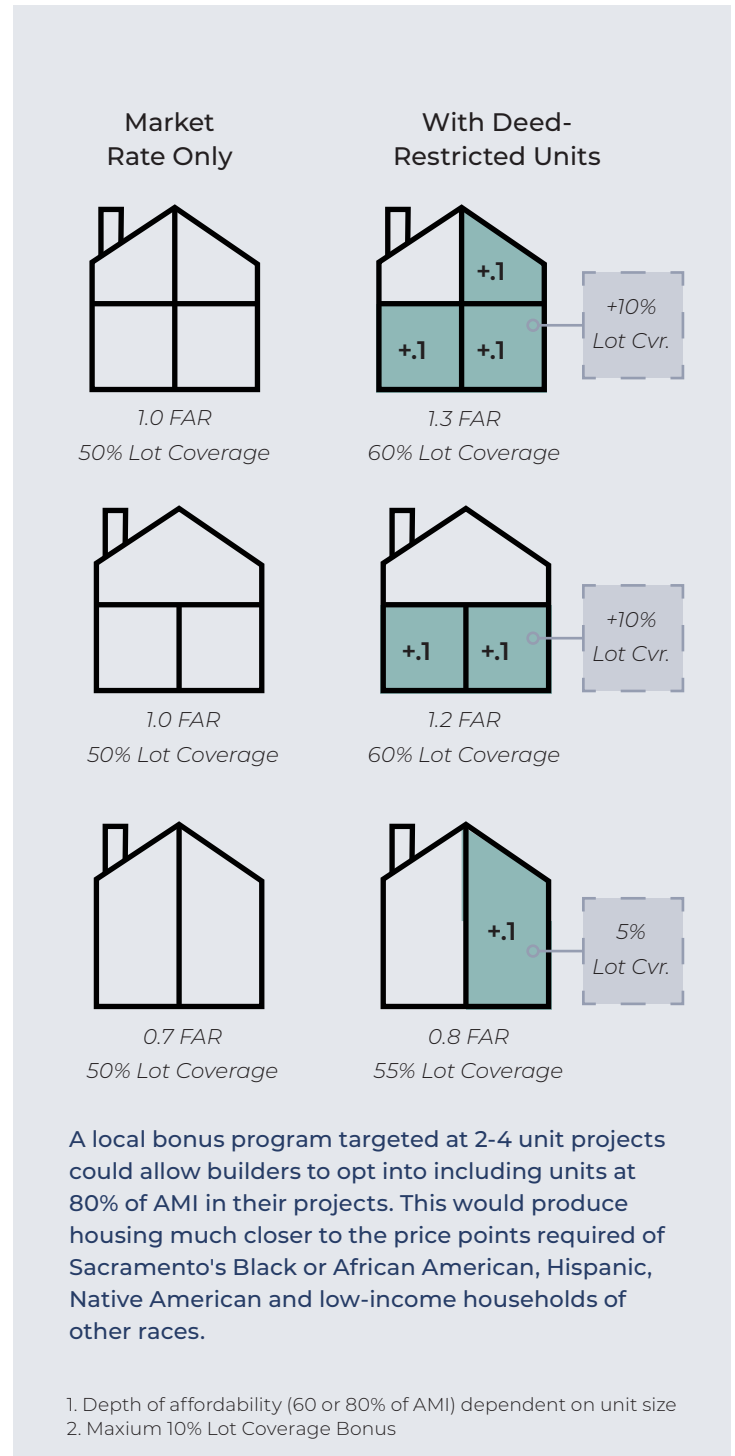 Market
Rate Only
With Deed-
Restricted Units
+.1
+.1
+.1
+10%
Lot Cvr.
1.0 FAR
50% Lot Coverage
1.3 FAR
60% Lot Coverage
+.1
+.1
+10%
Lot Cvr.
1.0 FAR
50% Lot Coverage
1.2 FAR
60% Lot Coverage
+.1
5%
Lot Cvr.
0.7 FAR
50% Lot Coverage
0.8 FAR
55% Lot Coverage
A local bonus program targeted at 2-4 unit projects
could allow builders to opt into including units at
80% of AMI in their projects. This would produce
housing much closer to the price points required of
Sacramento's Black or African American, Hispanic,
Native American and low-income households of
other races.
1. Depth of affordability (60 or 80% of AMI) dependent on unit size
2. Maxium 10% Lot Coverage Bonus